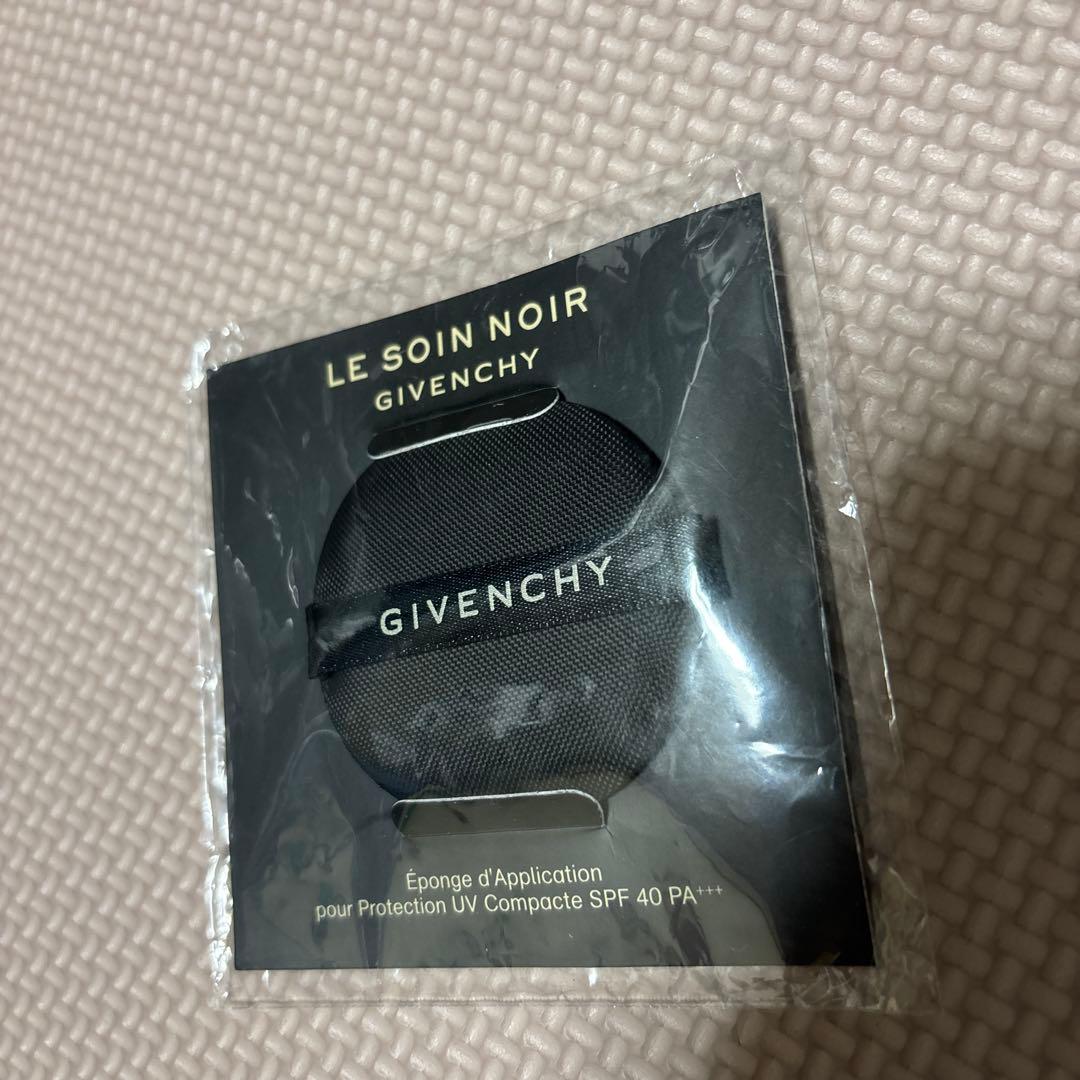 LE SOIN NOIR
GIVENCHY
GIVENCHY
Éponge d'Application
pour Protection UV Compacte SPF 40 PA+++